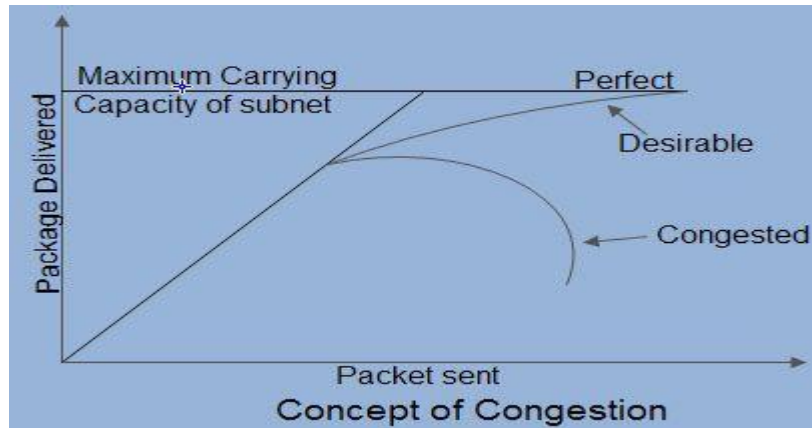 Maximum Carrying
Capacity of subnet
Perfect
Desirable
Congested
Package Delivered
Packet sent
Concept of Congestion